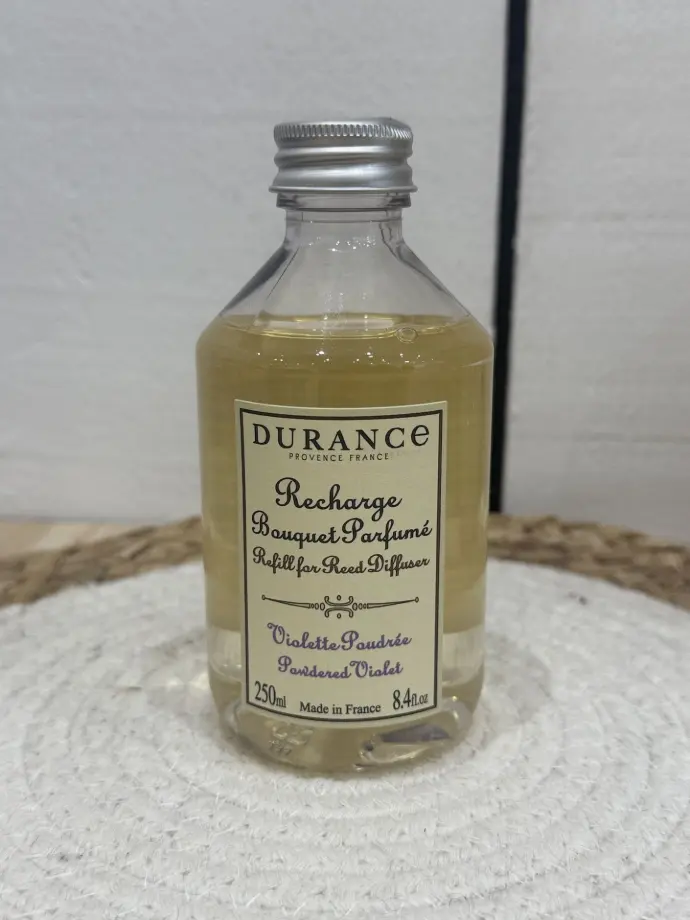 DURANCe
PROVENCE FRANCE
Recharge
Bouquet Parfumé
Refill for Reed Diffuser
Violette Poudrée
Powdered Violet
250ml Made in France 8.4fl.oz